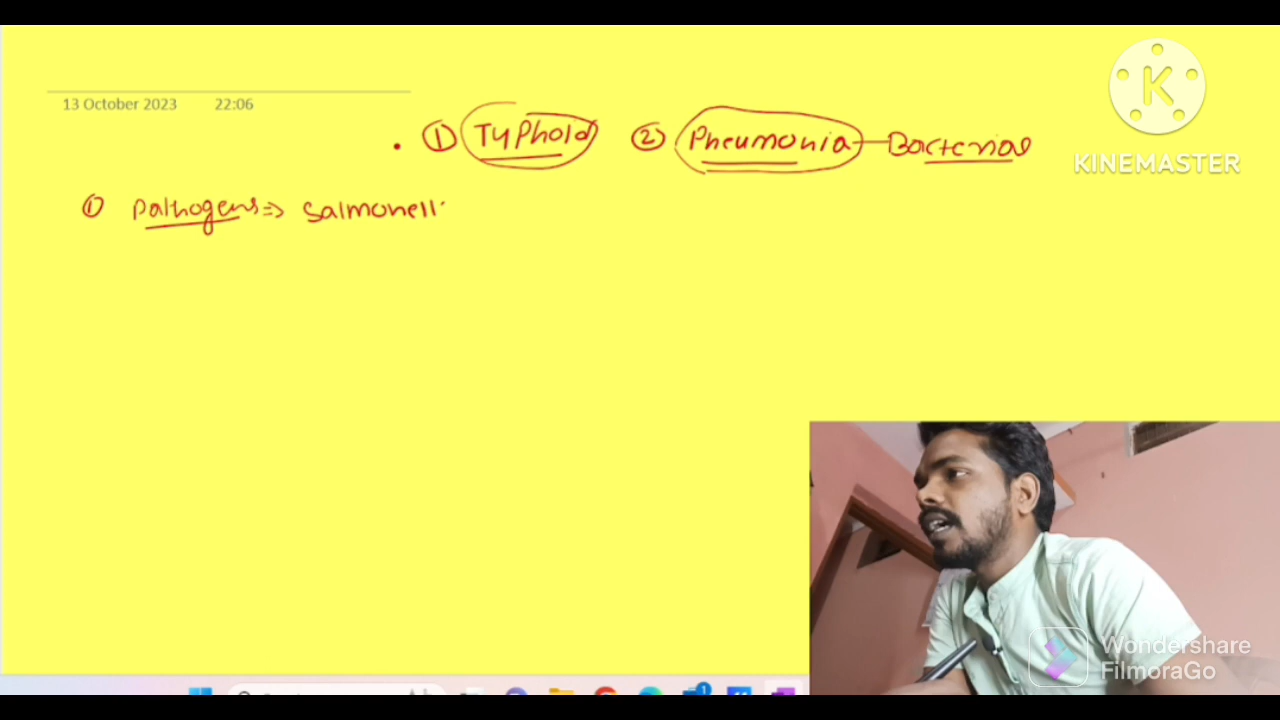 13 October 2023 22:06
KINEMASTER
① Typhoid ② Pneumonia — Bacterial
① Pathogens => Salmonell
Wondershare
FilmoraGo